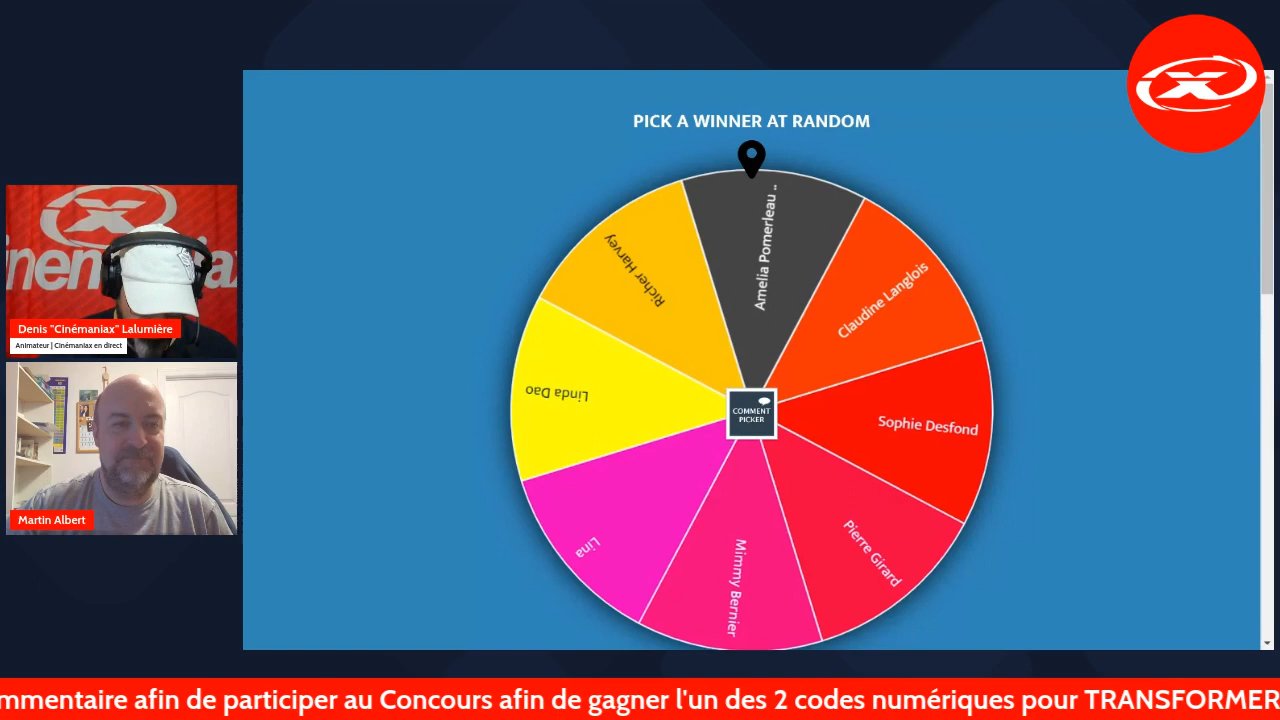 PICK A WINNER AT RANDOM
Amelia Pomerleau ..
Claudine Langlois
Sophie Desfond
Pierre Girard
Mimmy Bernier
Lina
Linda Dao
Richer Harvey
COMMENT
PICKER
Denis "Cinémaniax" Lalumière
Animateur | Cinémaniax en direct
Martin Albert
mmentaire afin de participer au Concours afin de gagner l'un des 2 codes numériques pour TRANSFORMER